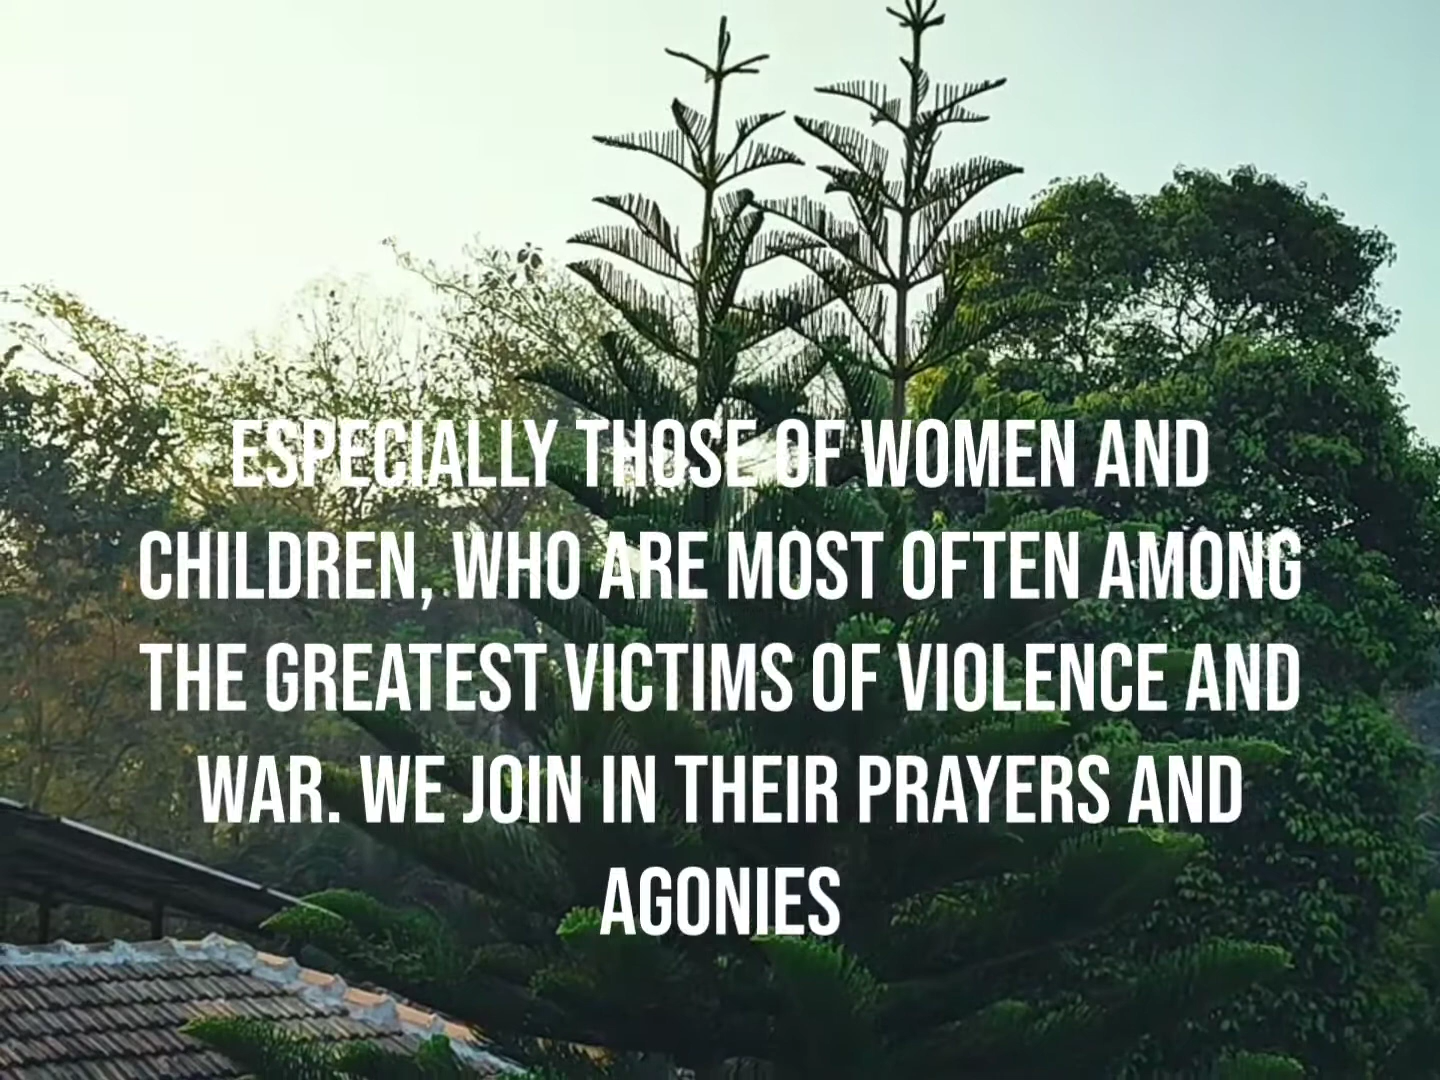 ESPECIALLY THOSE OF WOMEN AND
CHILDREN, WHO ARE MOST OFTEN AMONG
THE GREATEST VICTIMS OF VIOLENCE AND
WAR. WE JOIN IN THEIR PRAYERS AND
AGONIES